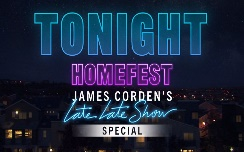 TONIGHT
HOMEFEST
JAMES CORDEN'S
Late Late Show
SPECIAL